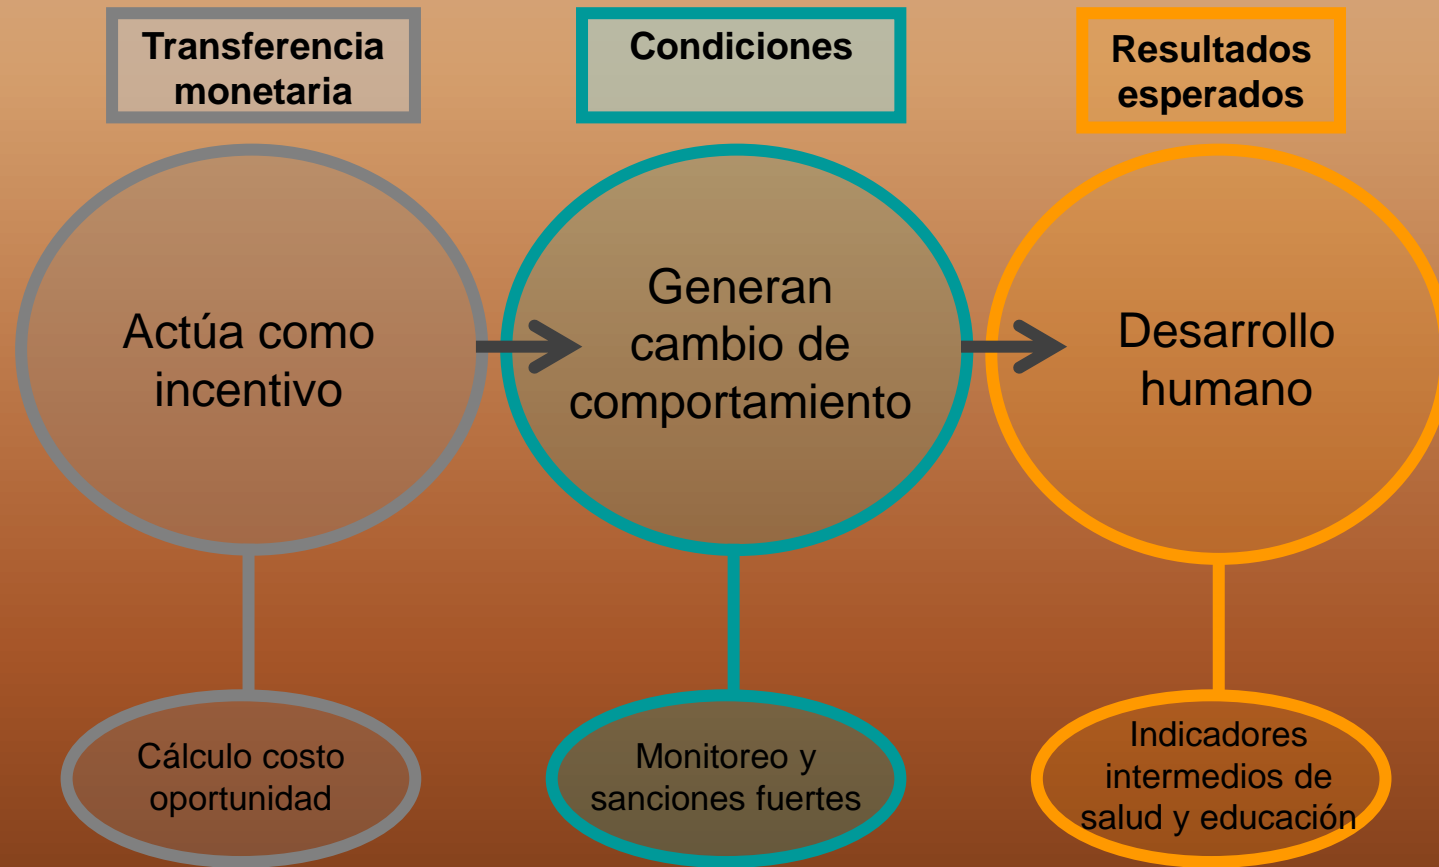 Transferencia
monetaria
Condiciones
Resultados
esperados
Actúa como
incentivo
Generan
cambio de
comportamiento
Desarrollo
humano
Cálculo costo
oportunidad
Monitoreo y
sanciones fuertes
Indicadores
intermedios de
salud y educación